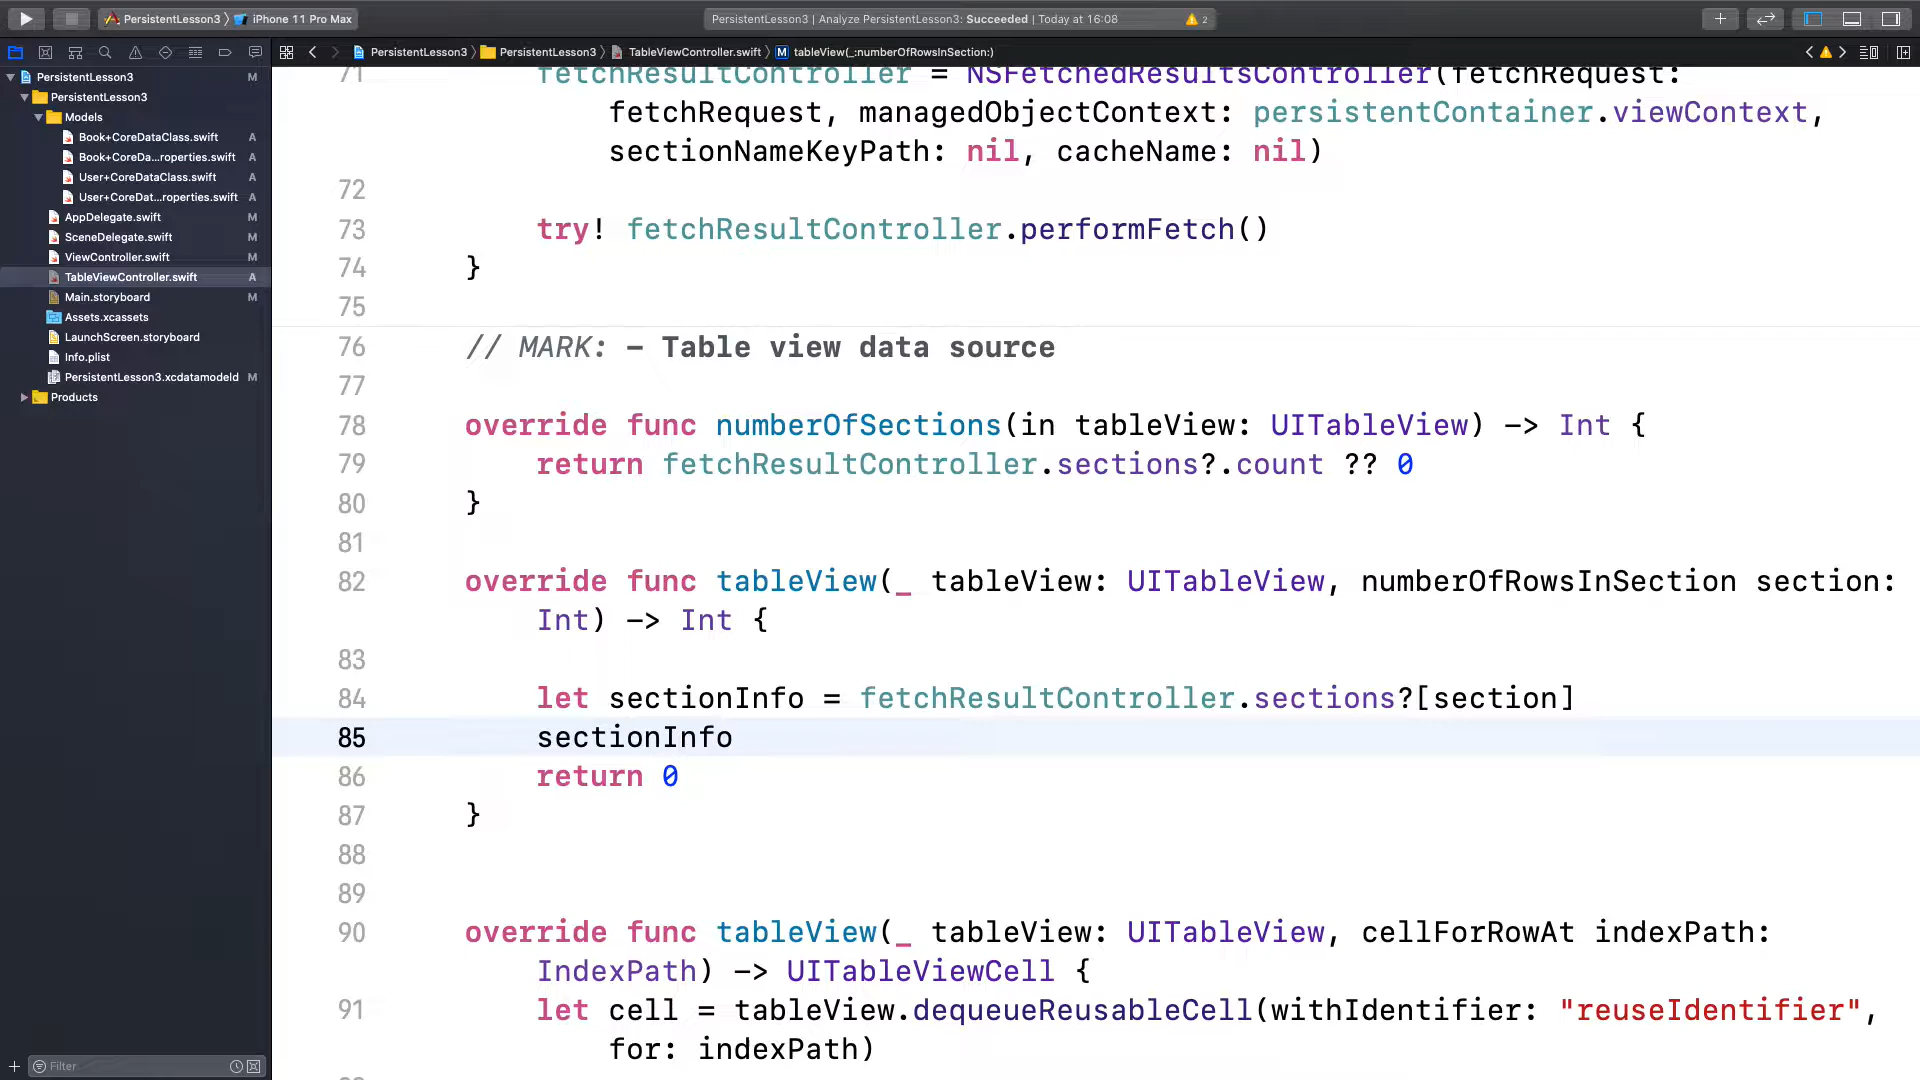 PersistentLesson3 〉 iPhone 11 Pro Max
PersistentLesson3 | Analyze PersistentLesson3: Succeeded | Today at 16:08
2
PersistentLesson3 〉 PersistentLesson3 〉 TableViewController.swift 〉 M tableView(_:numberOfRowsInSection:)
PersistentLesson3 M
PersistentLesson3
Models
Book+CoreDataClass.swift A
Book+CoreDa...roperties.swift A
User+CoreDataClass.swift A
User+CoreDat...roperties.swift A
AppDelegate.swift M
SceneDelegate.swift M
ViewController.swift M
TableViewController.swift A
Main.storyboard M
Assets.xcassets
LaunchScreen.storyboard
Info.plist
PersistentLesson3.xcdatamodeld M
Products
Filter
71 fetchResultController = NSFetchedResultsController(fetchRequest:
fetchRequest, managedObjectContext: persistentContainer.viewContext,
sectionNameKeyPath: nil, cacheName: nil)
72
73 try! fetchResultController.performFetch()
74 }
75
76 // MARK: - Table view data source
77
78 override func numberOfSections(in tableView: UITableView) -> Int {
79 return fetchResultController.sections?.count ?? 0
80 }
81
82 override func tableView(_ tableView: UITableView, numberOfRowsInSection section:
Int) -> Int {
83
84 let sectionInfo = fetchResultController.sections?[section]
85 sectionInfo
86 return 0
87 }
88
89
90 override func tableView(_ tableView: UITableView, cellForRowAt indexPath:
IndexPath) -> UITableViewCell {
91 let cell = tableView.dequeueReusableCell(withIdentifier: "reuseIdentifier",
for: indexPath)